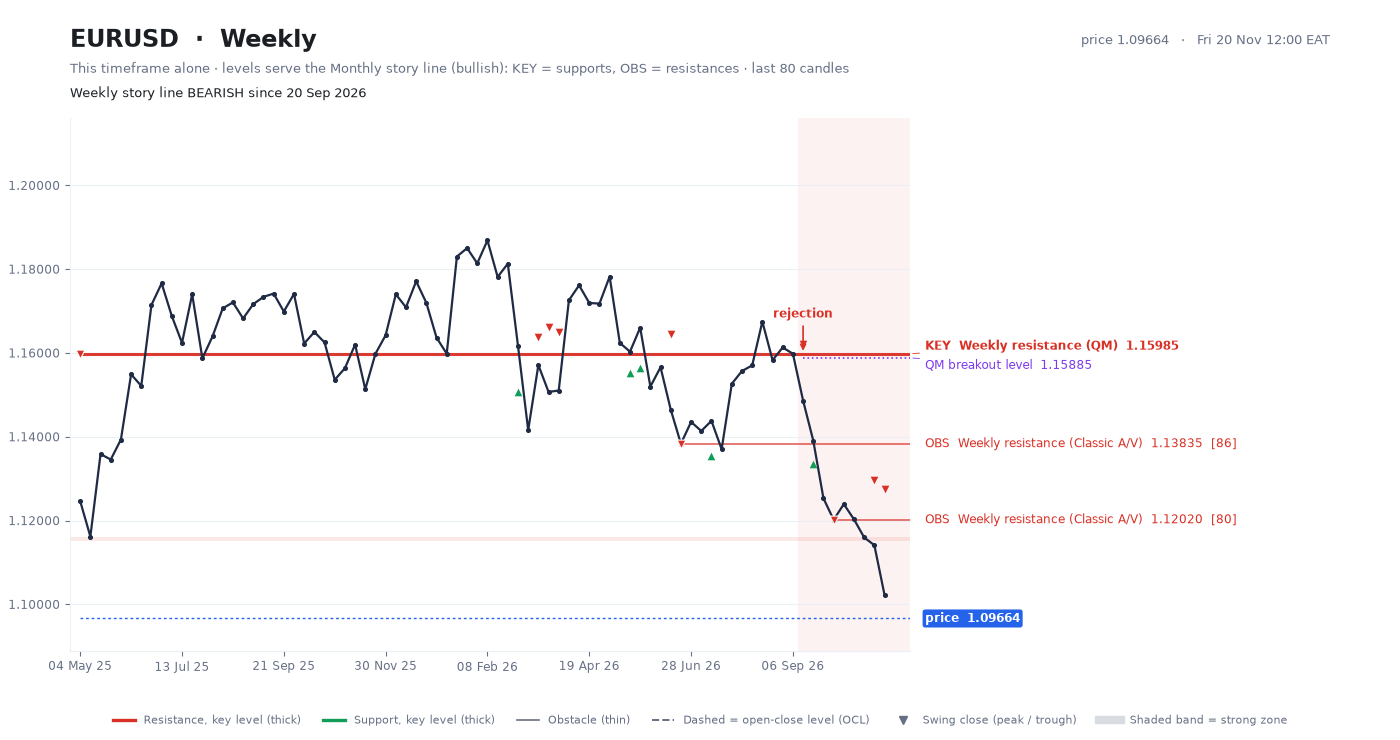 EURUSD · Weekly
price 1.09664 · Fri 20 Nov 12:00 EAT
This timeframe alone · levels serve the Monthly story line (bullish): KEY = supports, OBS = resistances · last 80 candles
Weekly story line BEARISH since 20 Sep 2026
1.20000
1.18000
1.16000
1.14000
1.12000
1.10000
rejection
KEY Weekly resistance (QM) 1.15985
QM breakout level 1.15885
OBS Weekly resistance (Classic A/V) 1.13835 [86]
OBS Weekly resistance (Classic A/V) 1.12020 [80]
price 1.09664
04 May 25
13 Jul 25
21 Sep 25
30 Nov 25
08 Feb 26
19 Apr 26
28 Jun 26
06 Sep 26
Resistance, key level (thick)
Support, key level (thick)
Obstacle (thin)
Dashed = open-close level (OCL)
Swing close (peak / trough)
Shaded band = strong zone